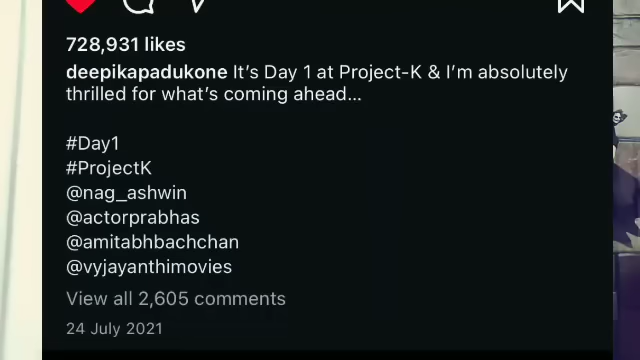 728,931 likes
deepikapadukone It's Day 1 at Project-K & I'm absolutely
thrilled for what's coming ahead...
#Day1
#ProjectK
@nag_ashwin
@actorprabhas
@amitabhbachchan
@vyjayanthimovies
View all 2,605 comments
24 July 2021